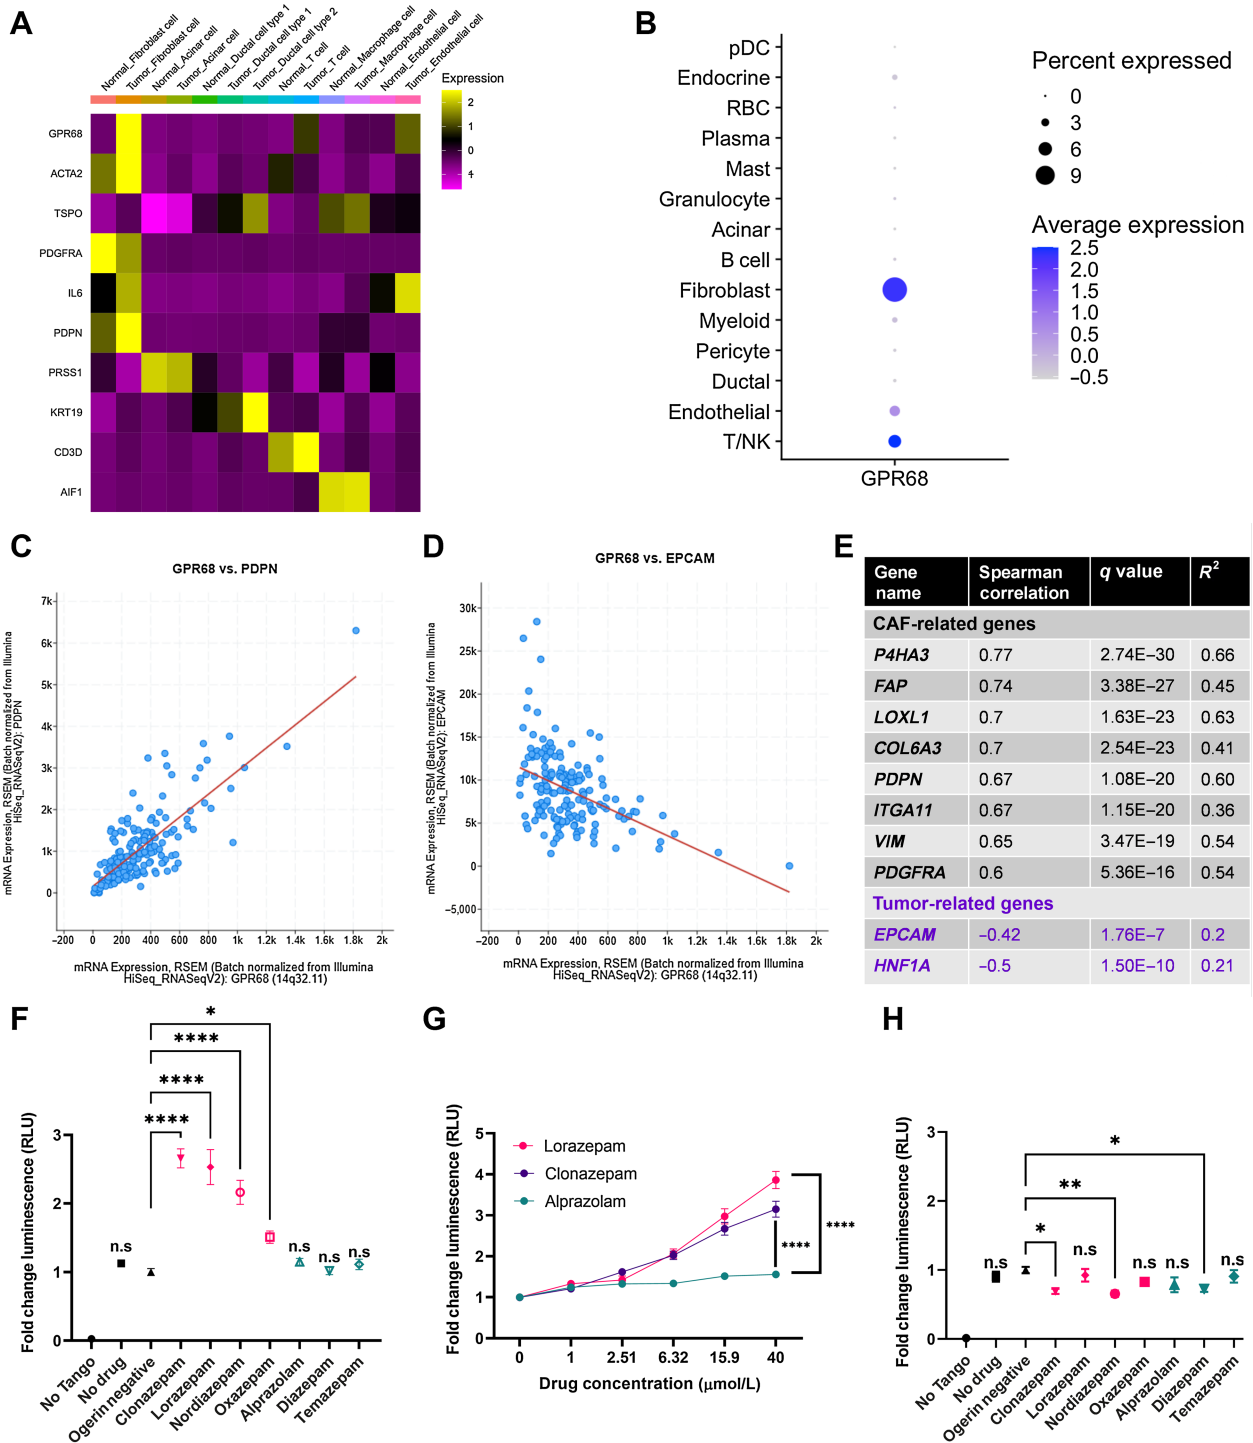 A
Normal_Fibroblast cell
Tumor_Fibroblast cell
Normal_Acinar cell
Tumor_Acinar cell
Normal_Ductal cell type 1
Tumor_Ductal cell type 1
Tumor_Ductal cell type 2
Normal_T cell
Tumor_T cell
Normal_Macrophage cell
Tumor_Macrophage cell
Normal_Endothelial cell
Tumor_Endothelial cell
Expression
2
1
0
GPR68
ACTA2
TSPO
PDGFRA
IL6
PDPN
PRSS1
KRT19
CD3D
AIF1
B
pDC
Endocrine
RBC
Plasma
Mast
Granulocyte
Acinar
B cell
Fibroblast
Myeloid
Pericyte
Ductal
Endothelial
T/NK
GPR68
Percent expressed
0
3
6
9
Average expression
2.5
2.0
1.5
1.0
0.5
0.0
−0.5
C
GPR68 vs. PDPN
mRNA Expression, RSEM (Batch normalized from Illumina
HiSeq_RNASeqV2): PDPN
7k
6k
5k
4k
3k
2k
1k
0
−200 0 200 400 600 800 1k 1.2k 1.4k 1.6k 1.8k 2k
mRNA Expression, RSEM (Batch normalized from Illumina
HiSeq_RNASeqV2): GPR68 (14q32.11)
D
GPR68 vs. EPCAM
mRNA Expression, RSEM (Batch normalized from Illumina
HiSeq_RNASeqV2): EPCAM
30k
25k
20k
15k
10k
5k
0
−5,000
−200 0 200 400 600 800 1k 1.2k 1.4k 1.6k 1.8k 2k
mRNA Expression, RSEM (Batch normalized from Illumina
HiSeq_RNASeqV2): GPR68 (14q32.11)
E
Gene name Spearman correlation q value R²
CAF-related genes
P4HA3 0.77 2.74E−30 0.66
FAP 0.74 3.38E−27 0.45
LOXL1 0.7 1.63E−23 0.63
COL6A3 0.7 2.54E−23 0.41
PDPN 0.67 1.08E−20 0.60
ITGA11 0.67 1.15E−20 0.36
VIM 0.65 3.47E−19 0.54
PDGFRA 0.6 5.36E−16 0.54
Tumor-related genes
EPCAM −0.42 1.76E−7 0.2
HNF1A −0.5 1.50E−10 0.21
F
Fold change luminescence (RLU)
3
2
1
0
*
****
****
****
n.s
n.s
n.s
n.s
No Tango
No drug
Ogerin negative
Clonazepam
Lorazepam
Nordiazepam
Oxazepam
Alprazolam
Diazepam
Temazepam
G
Fold change luminescence (RLU)
5
4
3
2
1
0
Lorazepam
Clonazepam
Alprazolam
****
****
0 1 2.51 6.32 15.9 40
Drug concentration (μmol/L)
H
Fold change luminescence (RLU)
3
2
1
0
*
**
*
n.s
n.s
n.s
n.s
n.s
No Tango
No drug
Ogerin negative
Clonazepam
Lorazepam
Nordiazepam
Oxazepam
Alprazolam
Diazepam
Temazepam